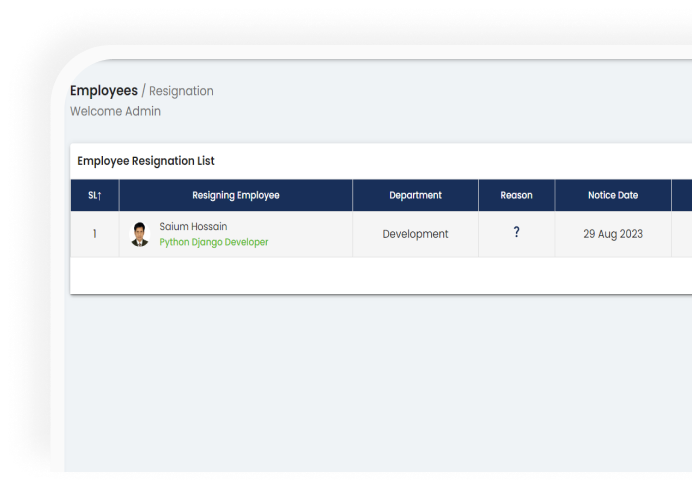 Employees / Resignation
Welcome Admin
Employee Resignation List
SL↑ Resigning Employee Department Reason Notice Date
1 Saium Hossain Development ? 29 Aug 2023
Python Django Developer